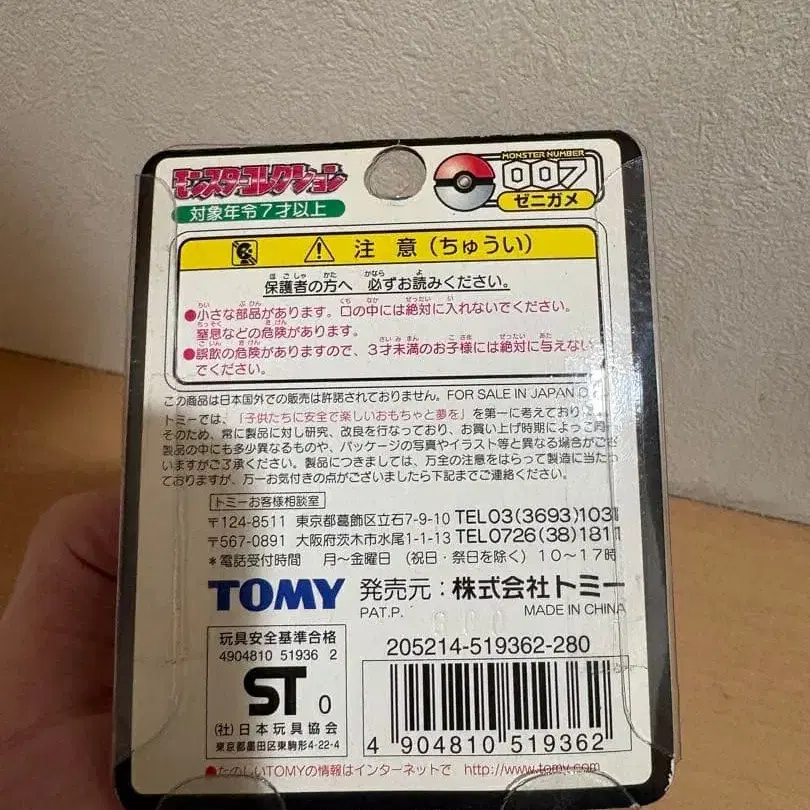 モンスターコレクション
対象年令7才以上
MONSTER NUMBER
007
ゼニガメ
注意(ちゅうい)
保護者の方へ 必ずお読みください。
●小さな部品があります。口の中には絶対に入れないでください。
窒息などの危険があります。
●誤飲の危険がありますので、3才未満のお子様には絶対に与えない
でください。
この商品は日本国外での販売は許諾されておりません。FOR SALE IN JAPAN
トミーでは、「子供たちに安全で楽しいおもちゃと夢を」を第一に考えており
そのため、常に製品に対し研究、改良を行なっており、お買い上げ時期によって同
製品の中にも多少異なるものや、パッケージの写真やイラスト等と異なる場合がござ
いますがご了承ください。製品につきましては、万全の注意をはらって製造に当たっ
ておりますが、万一お気付きの点がございましたら下記までご連絡ください。
トミーお客様相談室
〒124-8511 東京都葛飾区立石7-9-10 TEL03(3693)1031
〒567-0891 大阪府茨木市水尾1-1-13 TEL0726(38)1811
*電話受付時間 月~金曜日 (祝日・祭日を除く) 10~17時
TOMY 発売元:株式会社トミー
PAT.P. MADE IN CHINA
玩具安全基準合格
4904810 51936 2
ST 0
(社)日本玩具協会
東京都墨田区東駒形4-22-4
205214-519362-280
4 904810 519362
●たのしいTOMYの情報はインターネットで http://www.tomy.com/